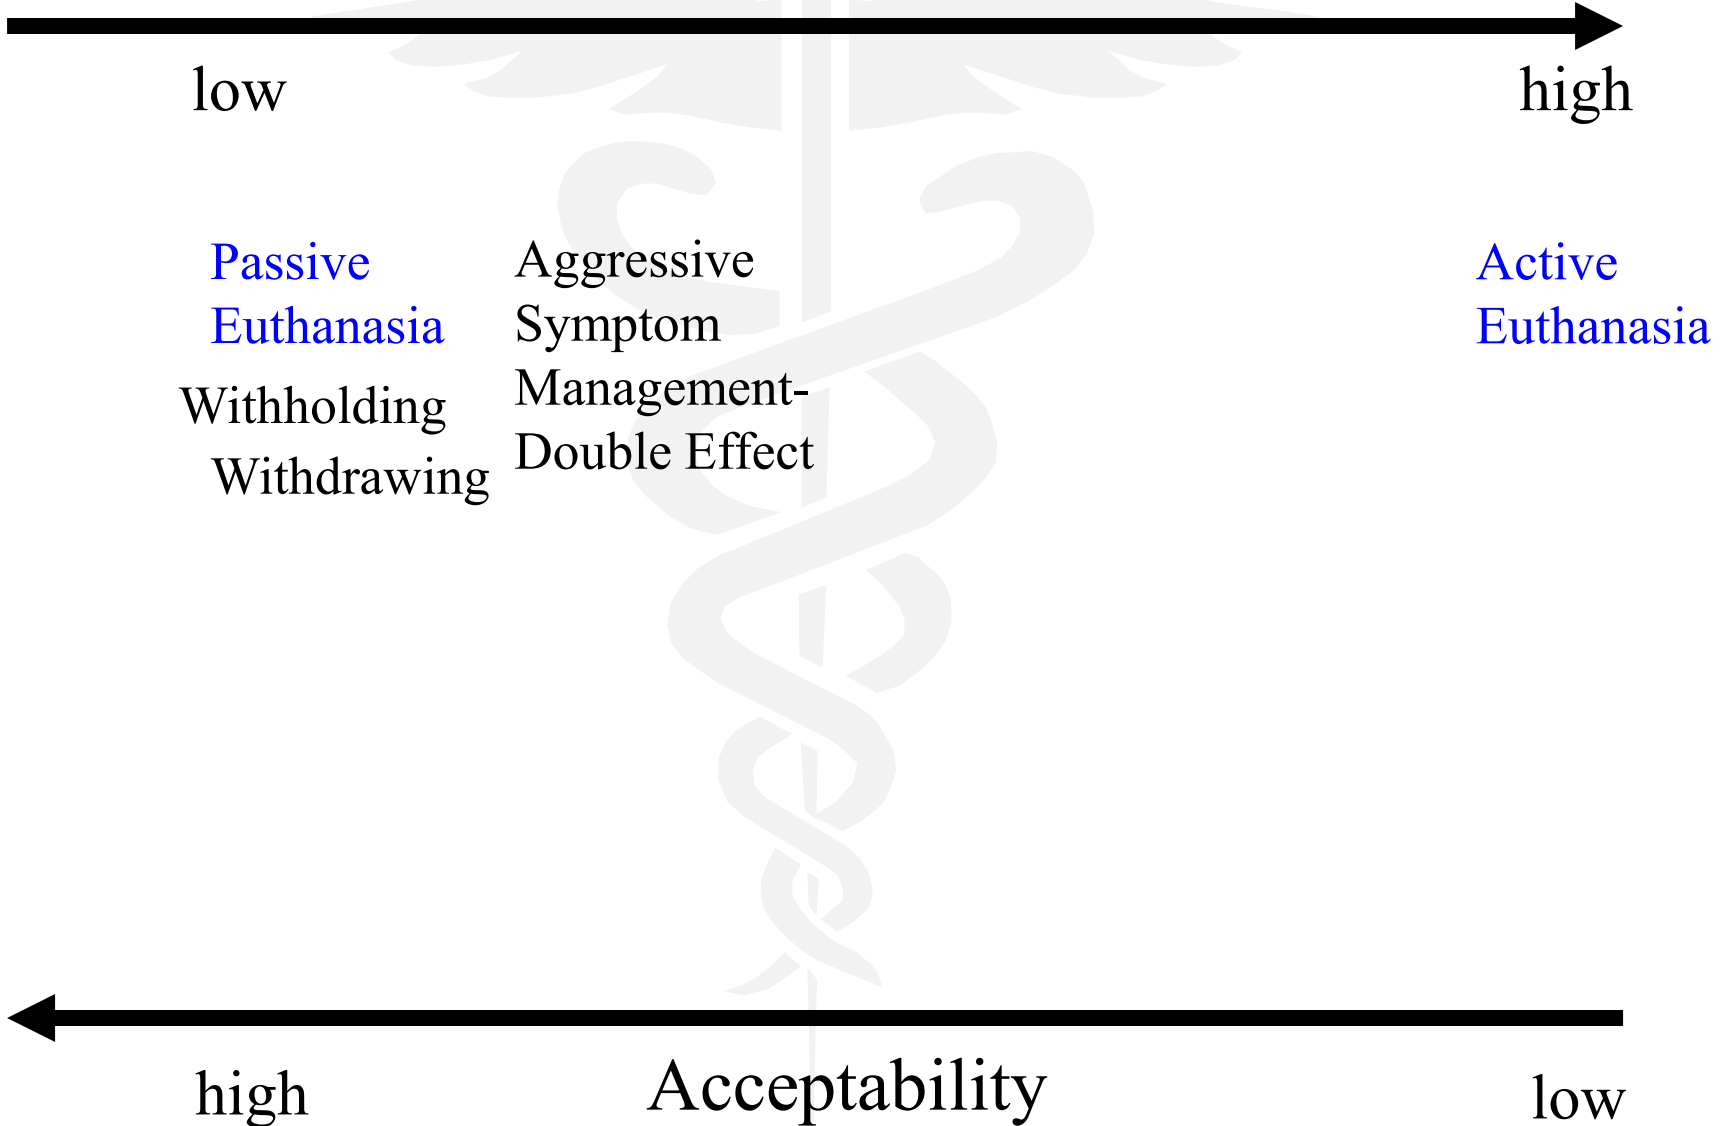 low
high
Passive
Euthanasia
Withholding
Withdrawing
Aggressive
Symptom
Management-
Double Effect
Active
Euthanasia
high
Acceptability
low